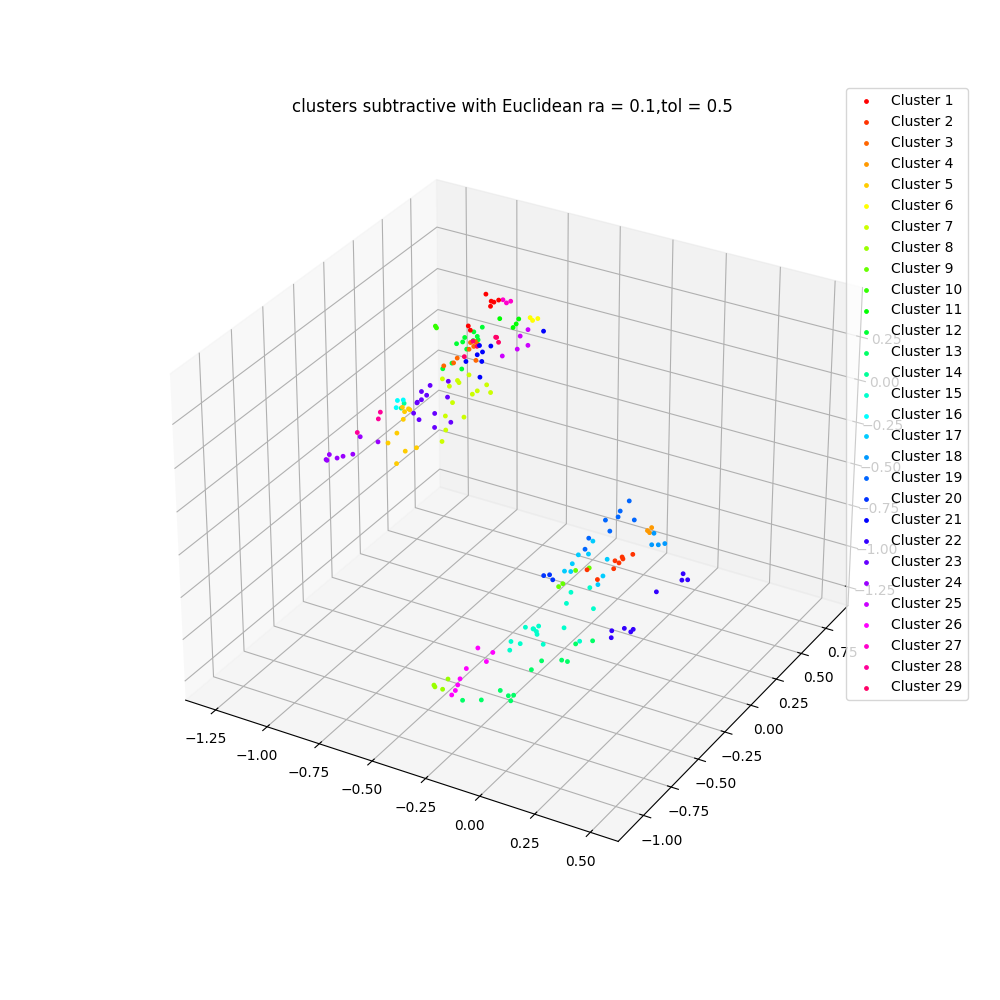 clusters subtractive with Euclidean ra = 0.1,tol = 0.5
Cluster 1
Cluster 2
Cluster 3
Cluster 4
Cluster 5
Cluster 6
Cluster 7
Cluster 8
Cluster 9
Cluster 10
Cluster 11
Cluster 12
Cluster 13
Cluster 14
Cluster 15
Cluster 16
Cluster 17
Cluster 18
Cluster 19
Cluster 20
Cluster 21
Cluster 22
Cluster 23
Cluster 24
Cluster 25
Cluster 26
Cluster 27
Cluster 28
Cluster 29
0.25
0.00
−0.25
−0.50
−0.75
−1.00
−1.25
0.75
0.50
0.25
0.00
−0.25
−0.50
−0.75
−1.00
−1.25
−1.00
−0.75
−0.50
−0.25
0.00
0.25
0.50